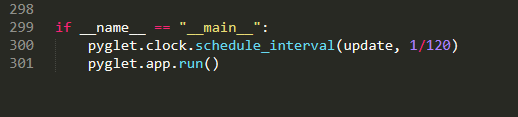 298
299 if __name__ == "__main__":
300 pyglet.clock.schedule_interval(update, 1/120)
301 pyglet.app.run()